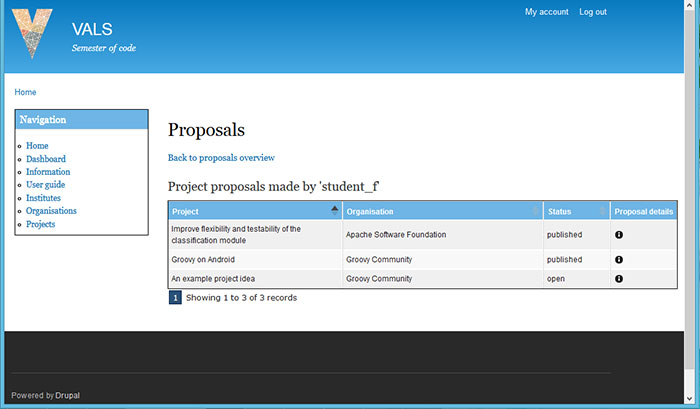 VALS
Semester of code
My account Log out
Home
Navigation
Home
Dashboard
Information
User guide
Institutes
Organisations
Projects
Proposals
Back to proposals overview
Project proposals made by 'student_f'
Project Organisation Status Proposal details
Improve flexibility and testability of the
classification module Apache Software Foundation published
Groovy on Android Groovy Community published
An example project idea Groovy Community open
1 Showing 1 to 3 of 3 records
Powered by Drupal